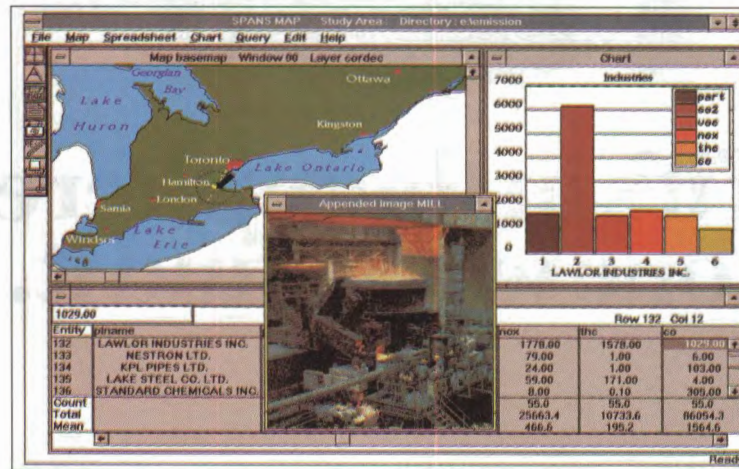 SPANS MAP Study Area Directory : e:\emission
File Map Spreadsheet Chart Query Edit Help
Map basemap Window 00 Layer cordec
Georgian
Bay
Ottawa
Lake
Huron
Kingston
Toronto
Lake Ontario
Hamilton
London
Sarnia
Windsor
Lake
Erie
Chart
Industries
7000
6000
5000
4000
3000
2000
1000
0
part
so2
voc
nox
thc
co
1 2 3 4 5 6
LAWLOR INDUSTRIES INC.
Appended Image MILL
1029.00
Row 132 Col 12
Entity plname nox thc co
132 LAWLOR INDUSTRIES INC. 1778.00 1578.00 1029.00
133 NESTRON LTD. 79.00 1.00 6.00
134 KPL PIPES LTD. 24.00 1.00 103.00
135 LAKE STEEL CO. LTD. 59.00 171.00 4.00
136 STANDARD CHEMICALS INC. 8.00 0.10 305.00
Count 55.0 55.0 55.0
Total 25663.4 10733.6 86054.3
Mean 466.6 195.2 1564.6
Ready